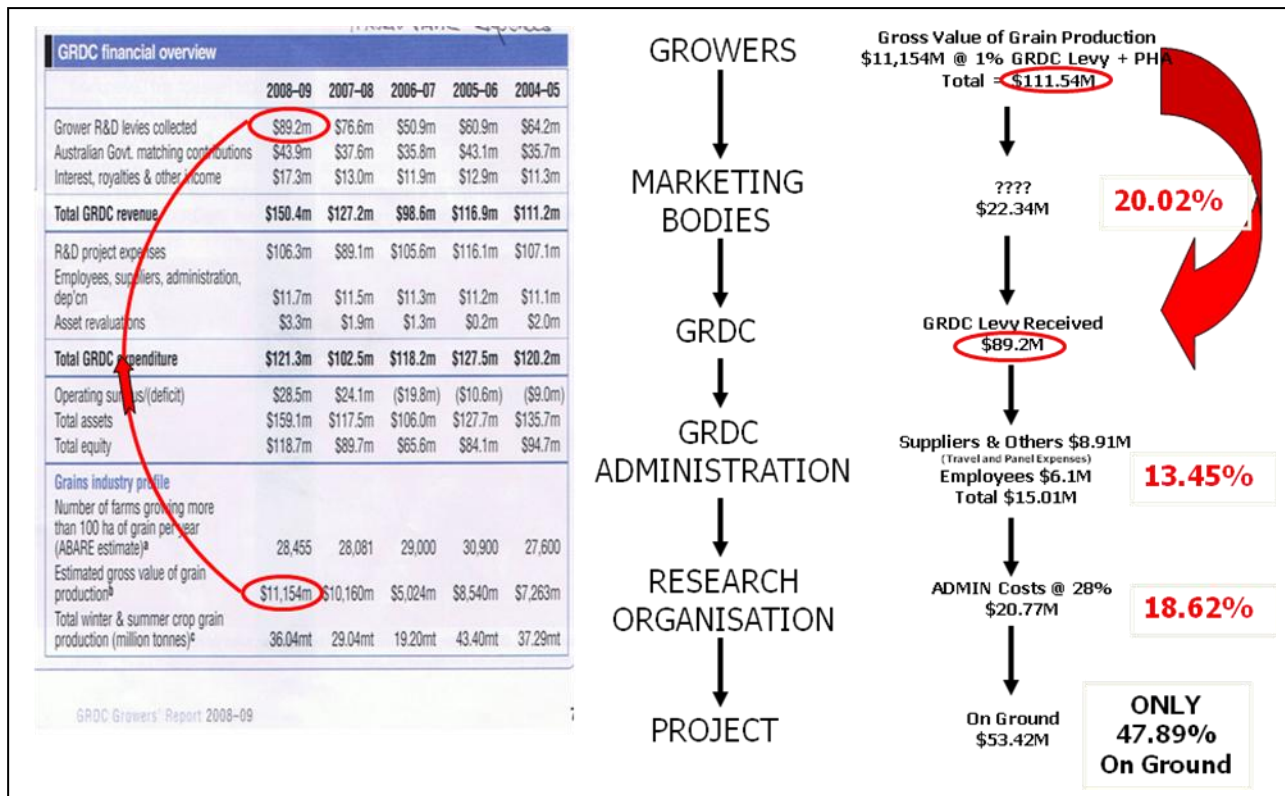 GRDC financial overview
2008–09 2007–08 2006–07 2005–06 2004–05
Grower R&D levies collected $89.2m $76.6m $50.9m $60.9m $64.2m
Australian Govt. matching contributions $43.9m $37.6m $35.8m $43.1m $35.7m
Interest, royalties & other income $17.3m $13.0m $11.9m $12.9m $11.3m
Total GRDC revenue $150.4m $127.2m $98.6m $116.9m $111.2m
R&D project expenses $106.3m $89.1m $105.6m $116.1m $107.1m
Employees, suppliers, administration,
dep'cn $11.7m $11.5m $11.3m $11.2m $11.1m
Asset revaluations $3.3m $1.9m $1.3m $0.2m $2.0m
Total GRDC expenditure $121.3m $102.5m $118.2m $127.5m $120.2m
Operating surplus/(deficit) $28.5m $24.1m ($19.8m) ($10.6m) ($9.0m)
Total assets $159.1m $117.5m $106.0m $127.7m $135.7m
Total equity $118.7m $89.7m $65.6m $84.1m $94.7m
Grains industry profile
Number of farms growing more
than 100 ha of grain per year
(ABARE estimate)a 28,455 28,081 29,000 30,900 27,600
Estimated gross value of grain
productionb $11,154m $10,160m $5,024m $8,540m $7,263m
Total winter & summer crop grain
production (million tonnes)c 36.04mt 29.04mt 19.20mt 43.40mt 37.29mt
GRDC Growers' Report 2008–09
GROWERS
MARKETING
BODIES
GRDC
GRDC
ADMINISTRATION
RESEARCH
ORGANISATION
PROJECT
Gross Value of Grain Production
$11,154M @ 1% GRDC Levy + PHA
Total = $111.54M
????
$22.34M
20.02%
GRDC Levy Received
$89.2M
Suppliers & Others $8.91M
(Travel and Panel Expenses)
Employees $6.1M
Total $15.01M
13.45%
ADMIN Costs @ 28%
$20.77M
18.62%
On Ground
$53.42M
ONLY
47.89%
On Ground